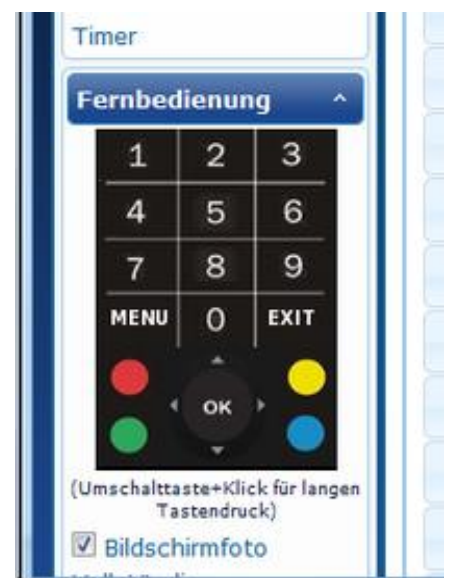 Timer
Fernbedienung
1 2 3
4 5 6
7 8 9
MENU 0 EXIT
OK
(Umschalttaste+Klick für langen
Tastendruck)
Bildschirmfoto